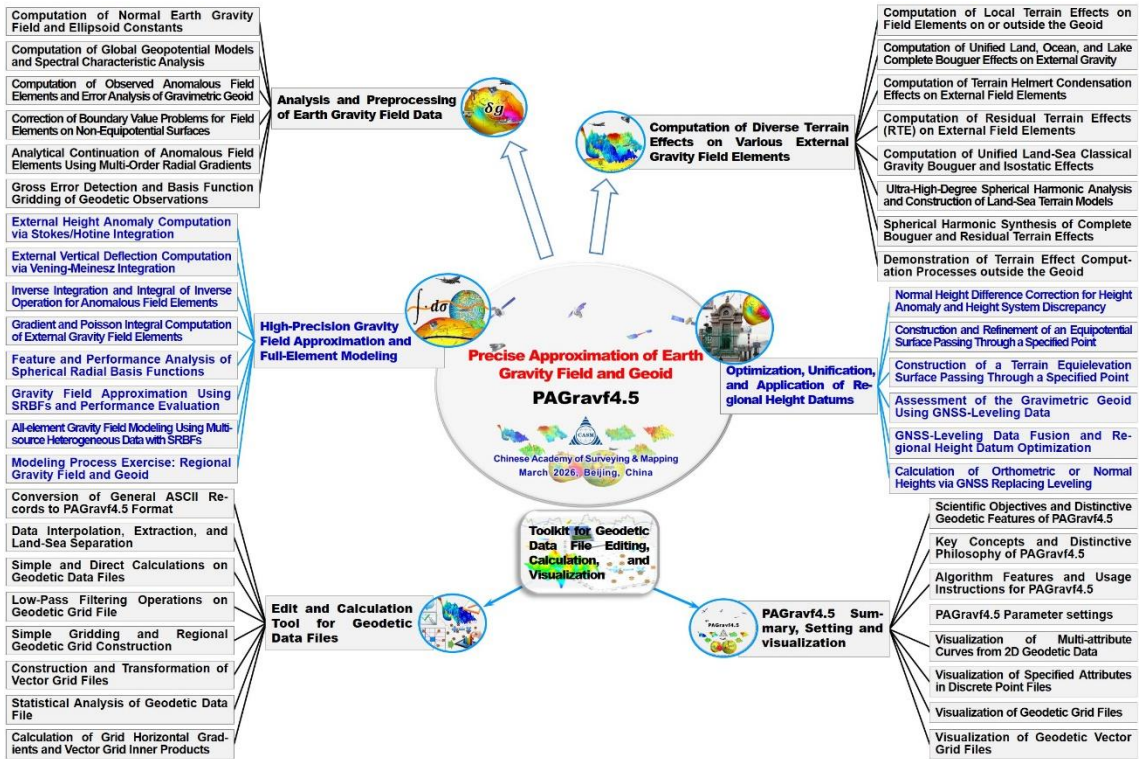 Computation of Normal Earth Gravity
Field and Ellipsoid Constants
Computation of Global Geopotential Models
and Spectral Characteristic Analysis
Computation of Observed Anomalous Field
Elements and Error Analysis of Gravimetric Geoid
Correction of Boundary Value Problems for Field
Elements on Non-Equipotential Surfaces
Analytical Continuation of Anomalous Field
Elements Using Multi-Order Radial Gradients
Gross Error Detection and Basis Function
Gridding of Geodetic Observations
Analysis and Preprocessing
of Earth Gravity Field Data
δg
External Height Anomaly Computation
via Stokes/Hotine Integration
External Vertical Deflection Computation
via Vening-Meinesz Integration
Inverse Integration and Integral of Inverse
Operation for Anomalous Field Elements
Gradient and Poisson Integral Computation
of External Gravity Field Elements
Feature and Performance Analysis of
Spherical Radial Basis Functions
Gravity Field Approximation Using
SRBFs and Performance Evaluation
All-element Gravity Field Modeling Using Multi-
source Heterogeneous Data with SRBFs
Modeling Process Exercise: Regional
Gravity Field and Geoid
High-Precision Gravity
Field Approximation and
Full-Element Modeling
∫·dσ
Conversion of General ASCII Re-
cords to PAGravf4.5 Format
Data Interpolation, Extraction, and
Land-Sea Separation
Simple and Direct Calculations on
Geodetic Data Files
Low-Pass Filtering Operations on
Geodetic Grid File
Simple Gridding and Regional
Geodetic Grid Construction
Construction and Transformation of
Vector Grid Files
Statistical Analysis of Geodetic Data
File
Calculation of Grid Horizontal Grad-
ients and Vector Grid Inner Products
Edit and Calculation
Tool for Geodetic
Data Files
Precise Approximation of Earth
Gravity Field and Geoid
PAGravf4.5
CASM
Chinese Academy of Surveying & Mapping
March 2026, Beijing, China
Toolkit for Geodetic
Data File Editing,
Calculation, and
Visualization
Computation of Local Terrain Effects on
Field Elements on or outside the Geoid
Computation of Unified Land, Ocean, and Lake
Complete Bouguer Effects on External Gravity
Computation of Terrain Helmert Condensation
Effects on External Field Elements
Computation of Residual Terrain Effects
(RTE) on External Field Elements
Computation of Unified Land-Sea Classical
Gravity Bouguer and Isostatic Effects
Ultra-High-Degree Spherical Harmonic Analysis
and Construction of Land-Sea Terrain Models
Spherical Harmonic Synthesis of Complete
Bouguer and Residual Terrain Effects
Demonstration of Terrain Effect Comput-
ation Processes outside the Geoid
Computation of Diverse Terrain
Effects on Various External
Gravity Field Elements
Normal Height Difference Correction for Height
Anomaly and Height System Discrepancy
Construction and Refinement of an Equipotential
Surface Passing Through a Specified Point
Construction of a Terrain Equielevation
Surface Passing Through a Specified Point
Assessment of the Gravimetric Geoid
Using GNSS-Leveling Data
GNSS-Leveling Data Fusion and Re-
gional Height Datum Optimization
Calculation of Orthometric or Normal
Heights via GNSS Replacing Leveling
Optimization, Unification,
and Application of Re-
gional Height Datums
Scientific Objectives and Distinctive
Geodetic Features of PAGravf4.5
Key Concepts and Distinctive
Philosophy of PAGravf4.5
Algorithm Features and Usage
Instructions for PAGravf4.5
PAGravf4.5 Parameter settings
Visualization of Multi-attribute
Curves from 2D Geodetic Data
Visualization of Specified Attributes
in Discrete Point Files
Visualization of Geodetic Grid Files
Visualization of Geodetic Vector
Grid Files
PAGravf4.5 Sum-
mary, Setting and
visualization
PAGravf4.5